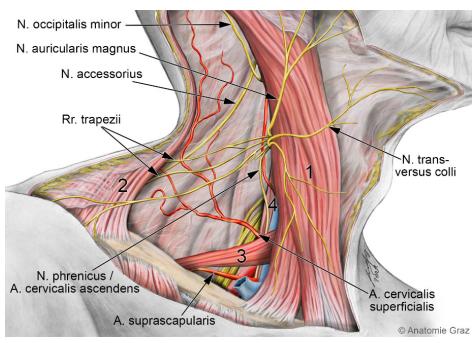 N. occipitalis minor
N. auricularis magnus
N. accessorius
Rr. trapezii
2
1
N. trans-
versus colli
4
3
N. phrenicus /
A. cervicalis ascendens
A. cervicalis
superficialis
A. suprascapularis
© Anatomie Graz